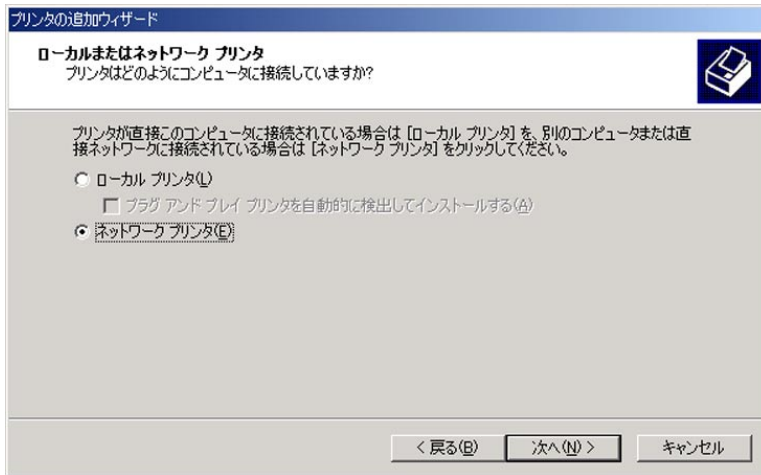 プリンタの追加ウィザード
ローカルまたはネットワーク プリンタ
プリンタはどのようにコンピュータに接続していますか?
プリンタが直接このコンピュータに接続されている場合は [ローカル プリンタ] を、別のコンピュータまたは直
接ネットワークに接続されている場合は [ネットワーク プリンタ] をクリックしてください。
ローカル プリンタ(L)
プラグ アンド プレイ プリンタを自動的に検出してインストールする(A)
ネットワーク プリンタ(E)
< 戻る(B)
次へ(N) >
キャンセル